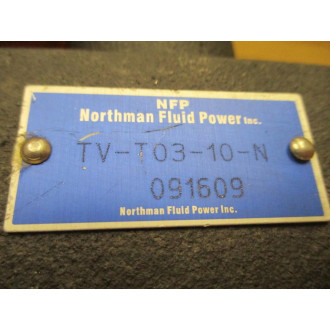 NFP
Northman Fluid Power Inc.
TV-T03-10-N
091609
Northman Fluid Power Inc.